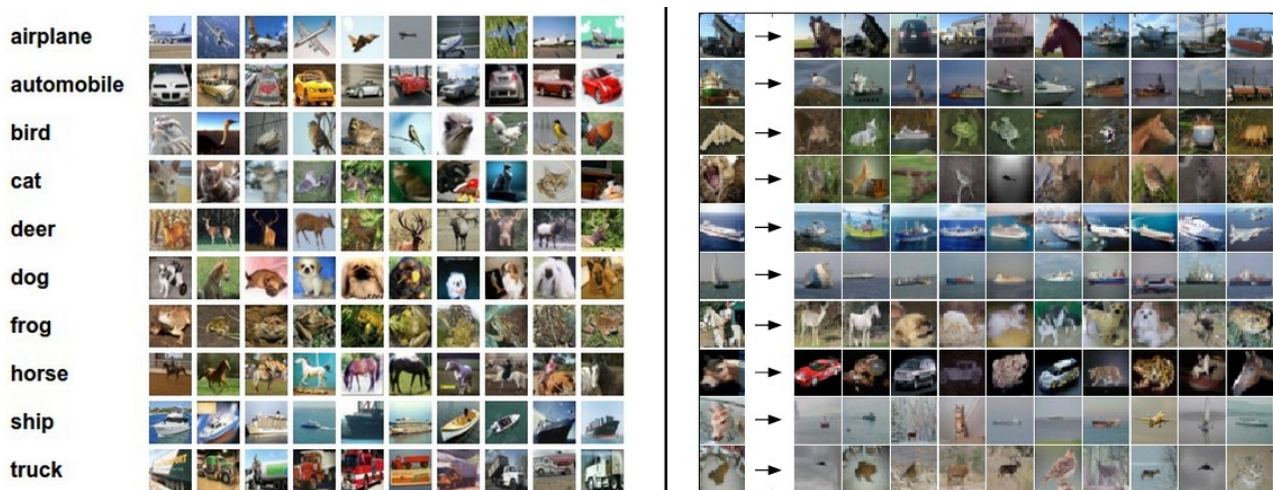 airplane
automobile
bird
cat
deer
dog
frog
horse
ship
truck